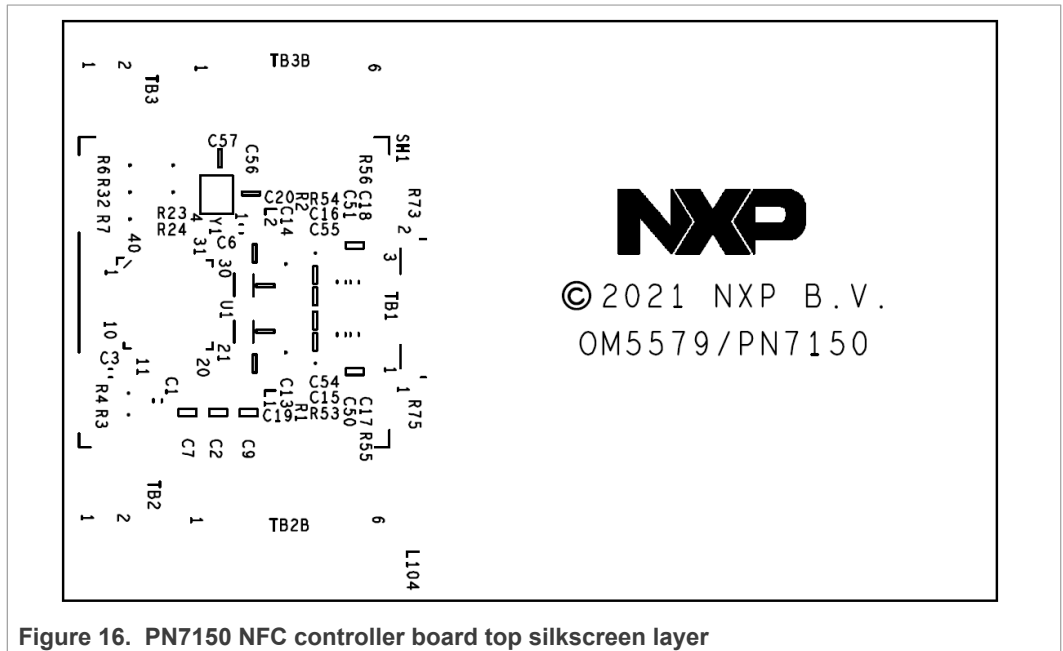 1 2 TB3 1 TB3B 6
C57 C56 SH1
R6 R32 R7 R56 C51 C18 R73
C20 R2 R54
R23 4 Y1 1 L2 C14 C16
R24 C6 C55 2
40 31 30 3
1
U1 TB1
10 21 20 11 1
C3 C54 1
R4 R3 C1 L1 C13 R1 C15
C19 R53 C50 C17 R55 R75
C7 C2 C9
TB2
1 2 1 TB2B 6
L104
NXP
© 2021 NXP B.V.
OM5579/PN7150
Figure 16. PN7150 NFC controller board top silkscreen layer